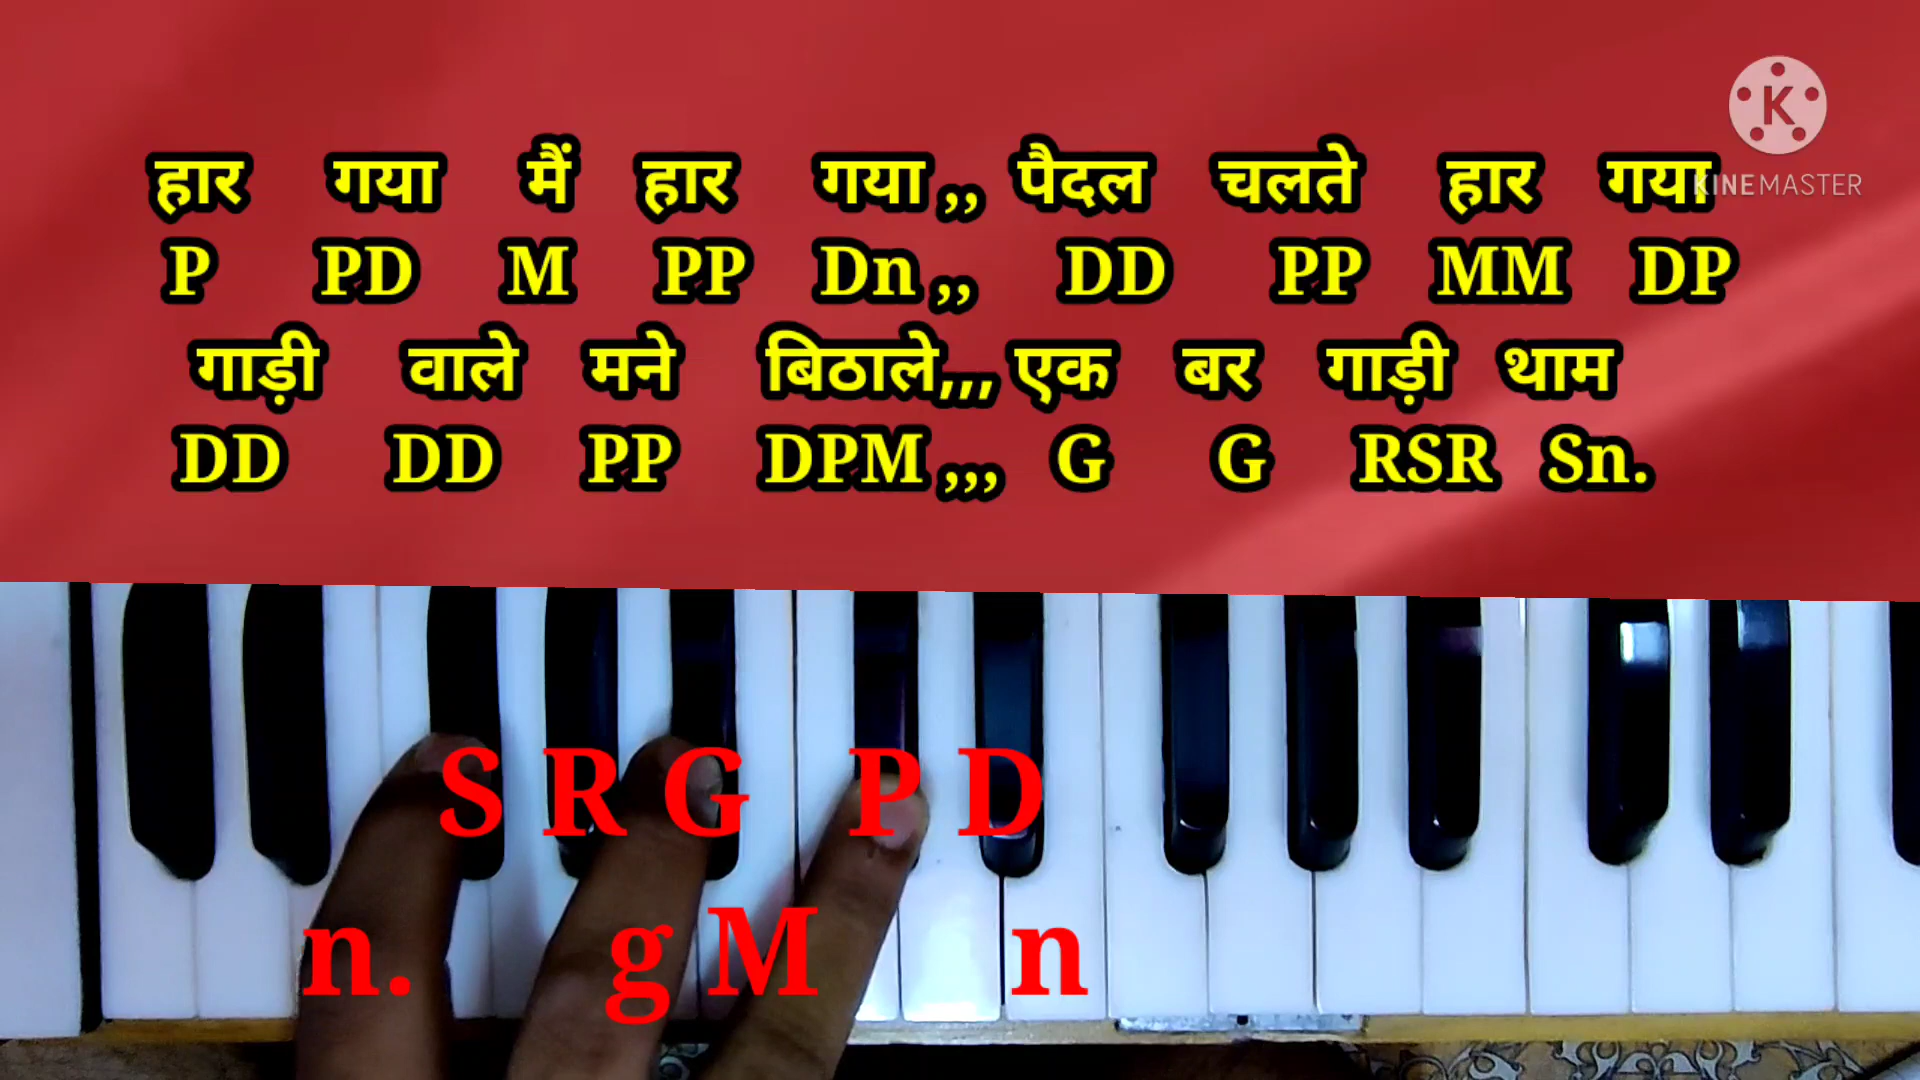 K
KINEMASTER
हार गया मैं हार गया,, पैदल चलते हार गया
P PD M PP Dn,, DD PP MM DP
गाड़ी वाले मने बिठाले,,, एक बर गाड़ी थाम
DD DD PP DPM,,, G G RSR Sn.
S R G P D
n. g M n